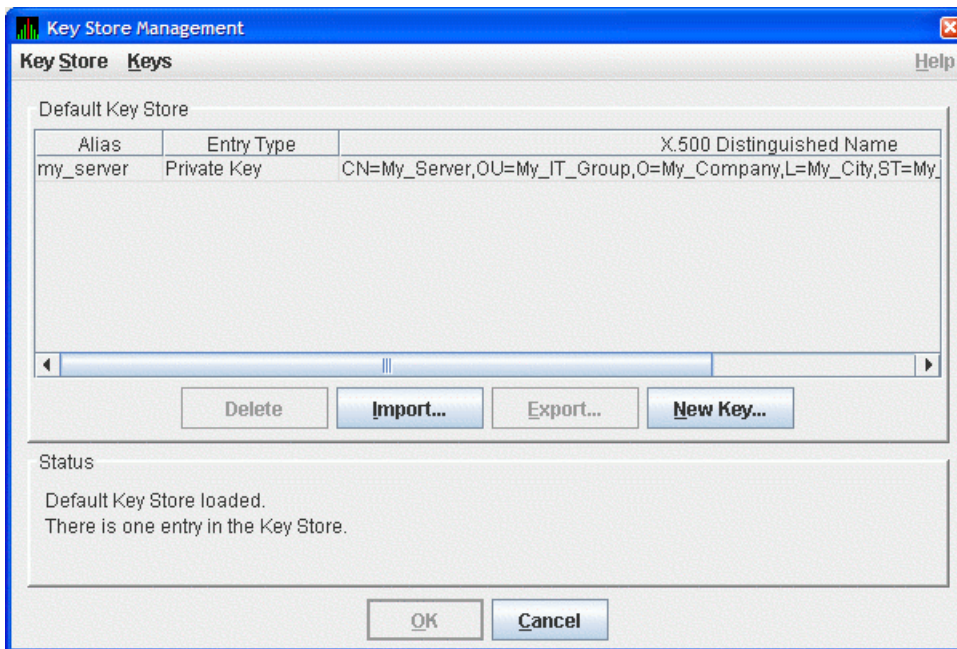 Key Store Management
Key Store Keys Help
Default Key Store
Alias Entry Type X.500 Distinguished Name
my_server Private Key CN=My_Server,OU=My_IT_Group,O=My_Company,L=My_City,ST=My_
Delete Import... Export... New Key...
Status
Default Key Store loaded.
There is one entry in the Key Store.
OK Cancel